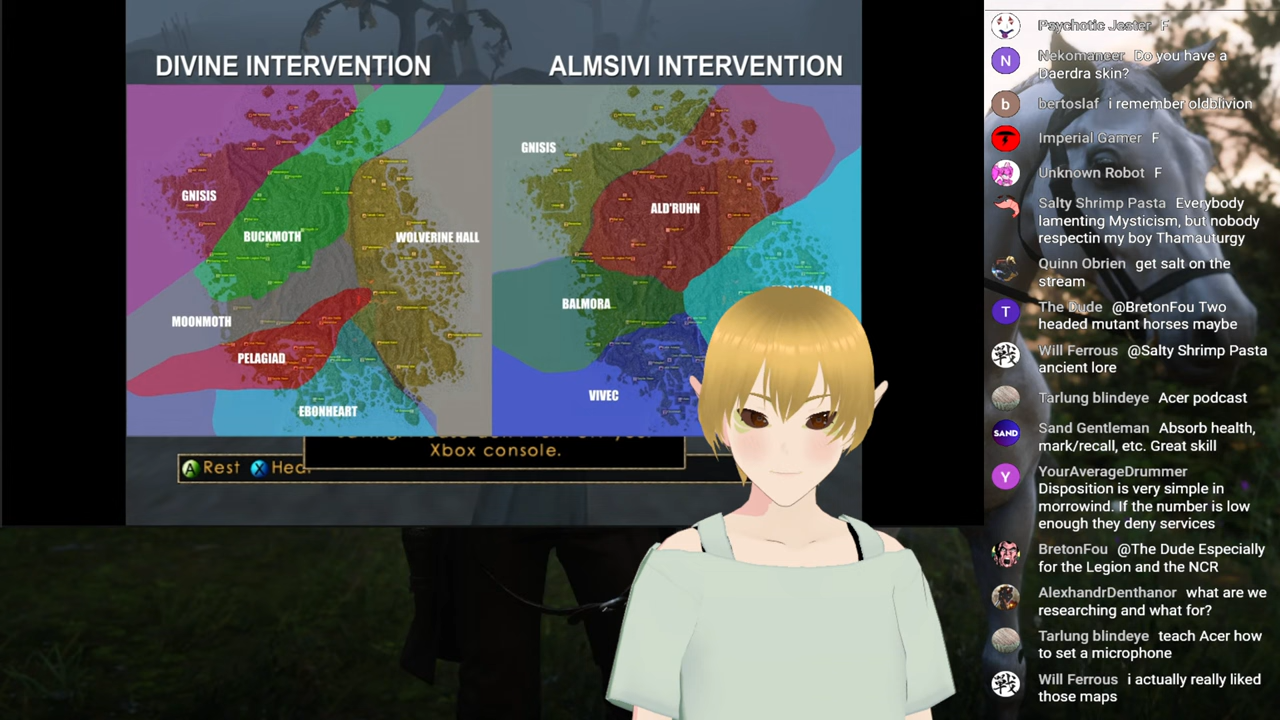 DIVINE INTERVENTION
ALMSIVI INTERVENTION
GNISIS
BUCKMOTH
WOLVERINE HALL
MOONMOTH
PELAGIAD
EBONHEART
GNISIS
ALD'RUHN
BALMORA
VIVEC
Xbox console.
A Rest X
Psychotic Jester F
Nekomancer Do you have a
Daerdra skin?
bertoslaf i remember oldblivion
Imperial Gamer F
Unknown Robot F
Salty Shrimp Pasta Everybody
lamenting Mysticism, but nobody
respectin my boy Thamauturgy
Quinn Obrien get salt on the
stream
The Dude @BretonFou Two
headed mutant horses maybe
Will Ferrous @Salty Shrimp Pasta
ancient lore
Tarlung blindeye Acer podcast
Sand Gentleman Absorb health,
mark/recall, etc. Great skill
YourAverageDrummer
Disposition is very simple in
morrowind. If the number is low
enough they deny services
BretonFou @The Dude Especially
for the Legion and the NCR
AlexhandrDenthanor what are we
researching and what for?
Tarlung blindeye teach Acer how
to set a microphone
Will Ferrous i actually really liked
those maps
N
b
T
SAND
Y